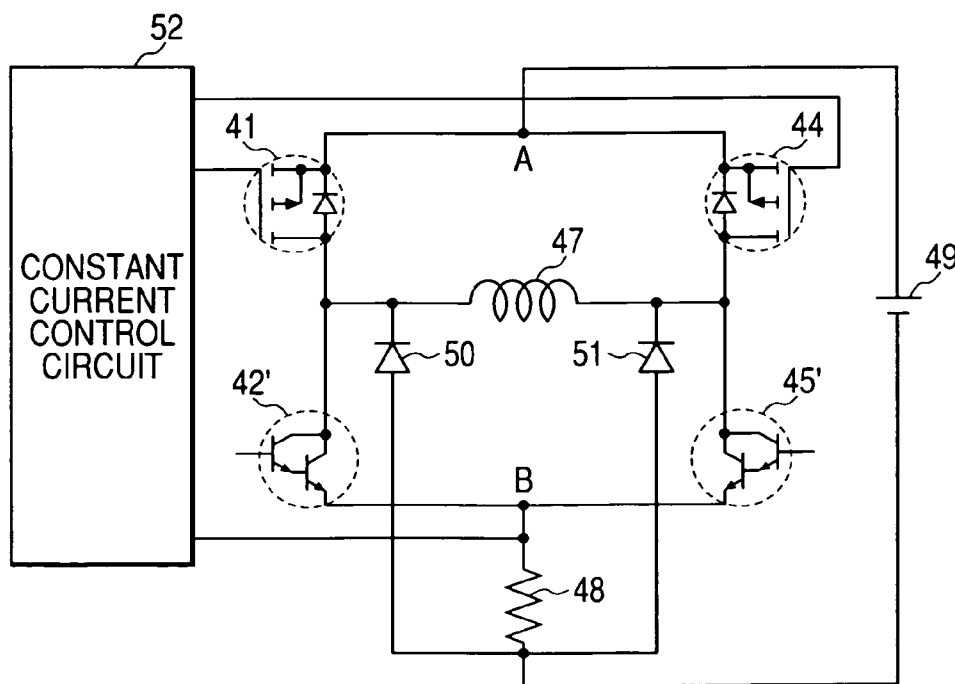 52
41
A
44
47
49
CONSTANT
CURRENT
CONTROL
CIRCUIT
50
51
42'
45'
B
48